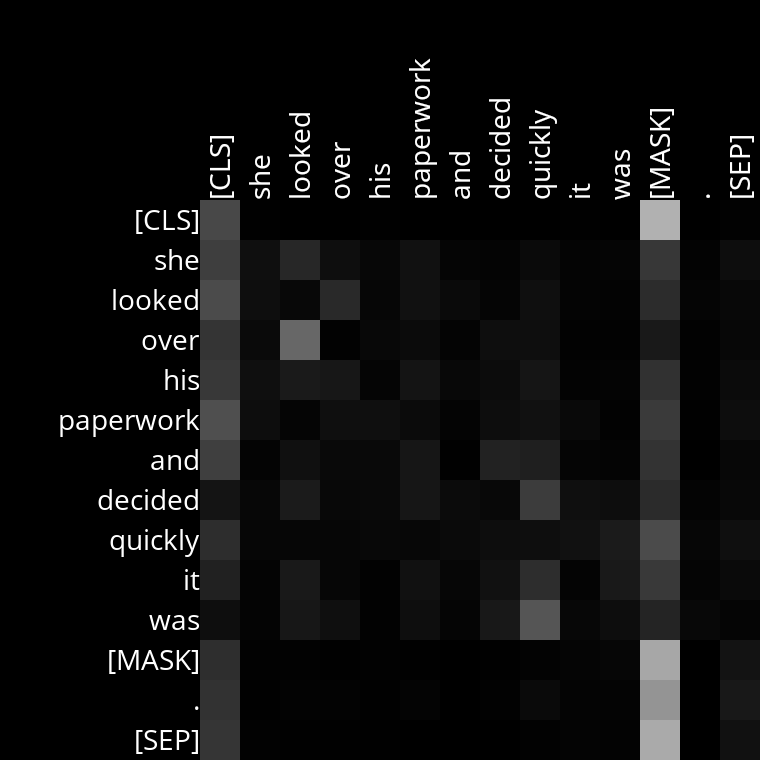 [CLS] she looked over his paperwork and decided quickly it was [MASK] . [SEP]
[CLS]
she
looked
over
his
paperwork
and
decided
quickly
it
was
[MASK]
.
[SEP]